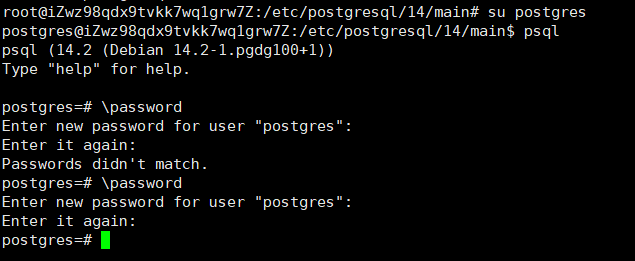 root@iZwz98qdx9tvkk7wq1grw7Z:/etc/postgresql/14/main# su postgres
postgres@iZwz98qdx9tvkk7wq1grw7Z:/etc/postgresql/14/main$ psql
psql (14.2 (Debian 14.2-1.pgdg100+1))
Type "help" for help.

postgres=# \password
Enter new password for user "postgres":
Enter it again:
Passwords didn't match.
postgres=# \password
Enter new password for user "postgres":
Enter it again:
postgres=#